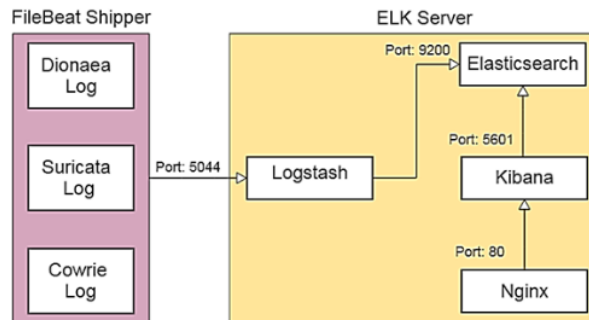 FileBeat Shipper
Dionaea
Log
Suricata
Log
Cowrie
Log
Port: 5044
ELK Server
Port: 9200
Elasticsearch
Logstash
Port: 5601
Kibana
Port: 80
Nginx